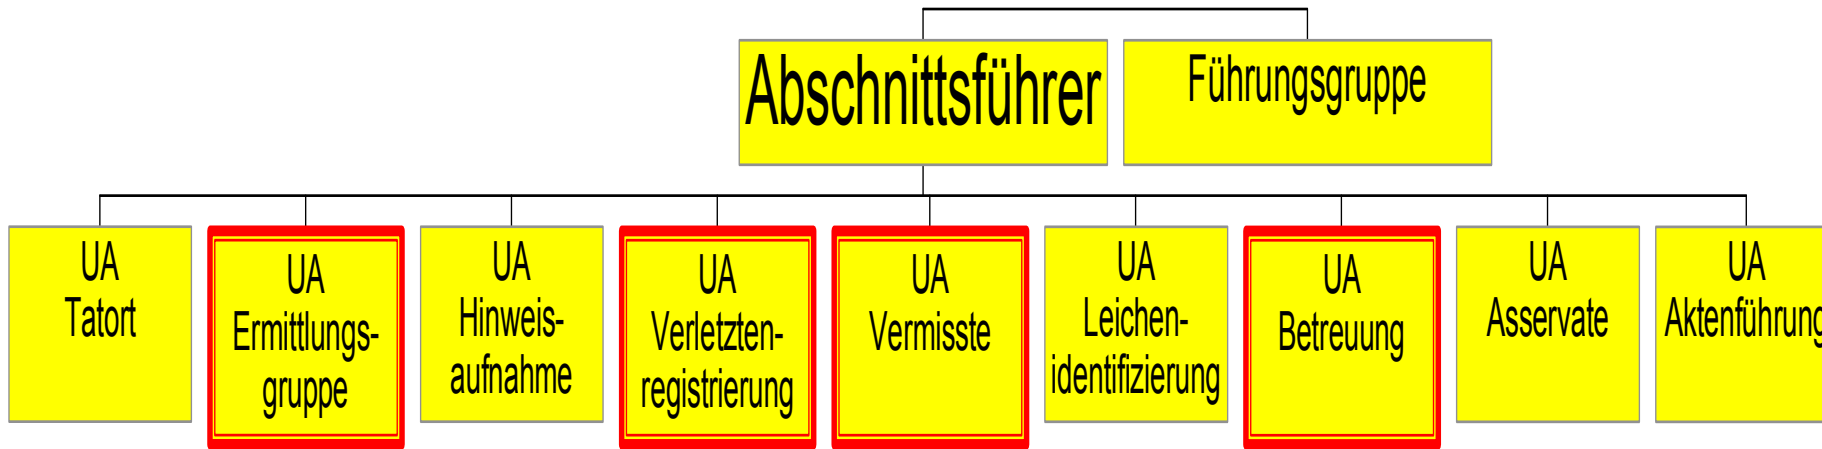 Abschnittsführer
Führungsgruppe
UA
Tatort
UA
Ermittlungs-
gruppe
UA
Hinweis-
aufnahme
UA
Verletzten-
registrierung
UA
Vermisste
UA
Leichen-
identifizierung
UA
Betreuung
UA
Asservate
UA
Aktenführung